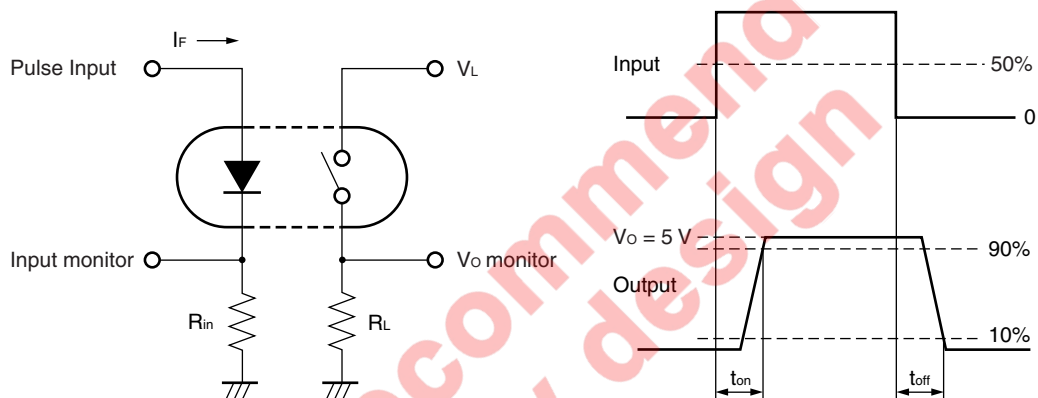 IF
Pulse Input
VL
Input monitor
VO monitor
Rin
RL
Input
50%
0
VO = 5 V
90%
Output
10%
ton
toff
recommend
design